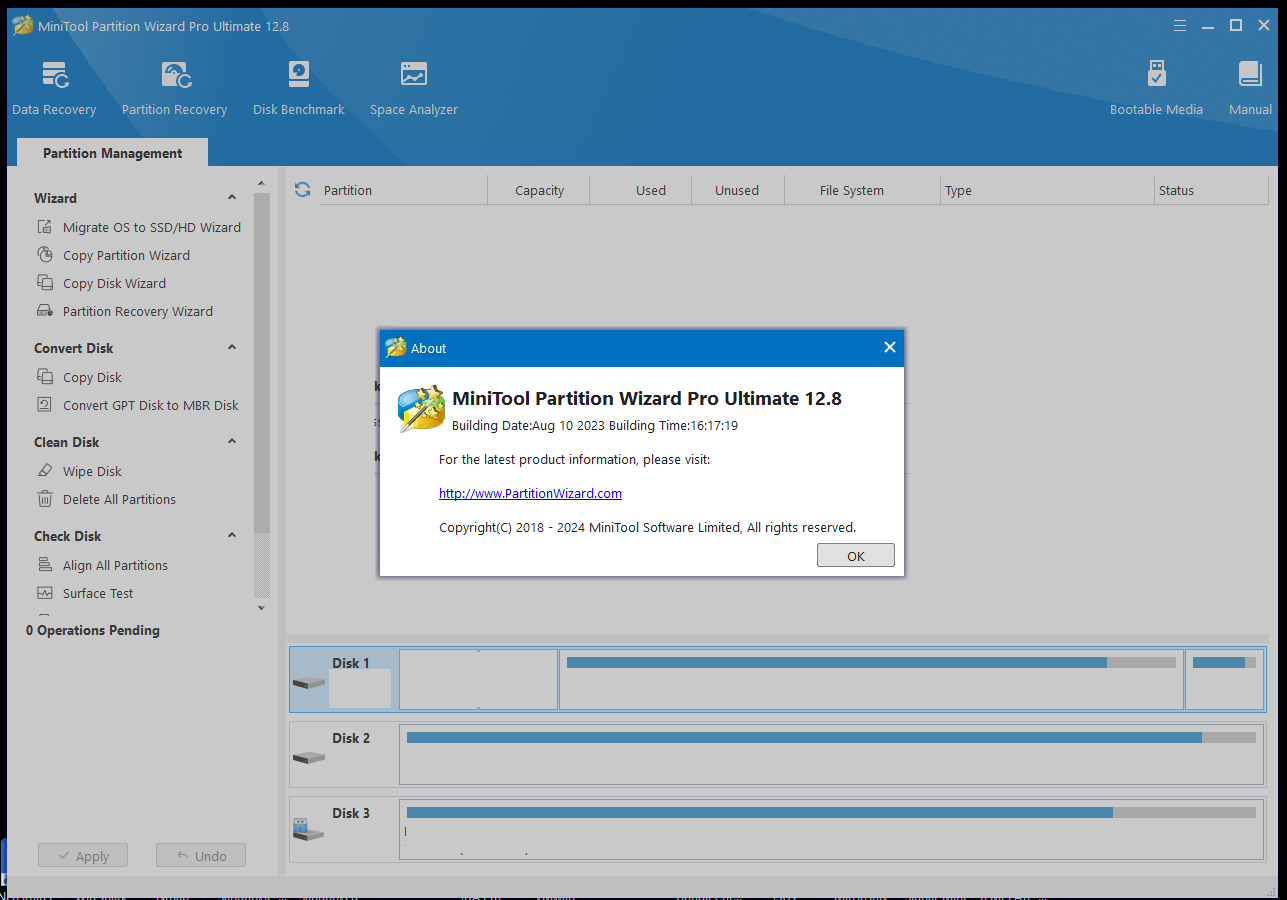 MiniTool Partition Wizard Pro Ultimate 12.8
Data Recovery
Partition Recovery
Disk Benchmark
Space Analyzer
Bootable Media
Manual
Partition Management
Wizard
Migrate OS to SSD/HD Wizard
Copy Partition Wizard
Copy Disk Wizard
Partition Recovery Wizard
Convert Disk
Copy Disk
Convert GPT Disk to MBR Disk
Clean Disk
Wipe Disk
Delete All Partitions
Check Disk
Align All Partitions
Surface Test
0 Operations Pending
Apply
Undo
Partition
Capacity
Used
Unused
File System
Type
Status
About
MiniTool Partition Wizard Pro Ultimate 12.8
Building Date:Aug 10 2023 Building Time:16:17:19
For the latest product information, please visit:
http://www.PartitionWizard.com
Copyright(C) 2018 - 2024 MiniTool Software Limited, All rights reserved.
OK
Disk 1
Disk 2
Disk 3